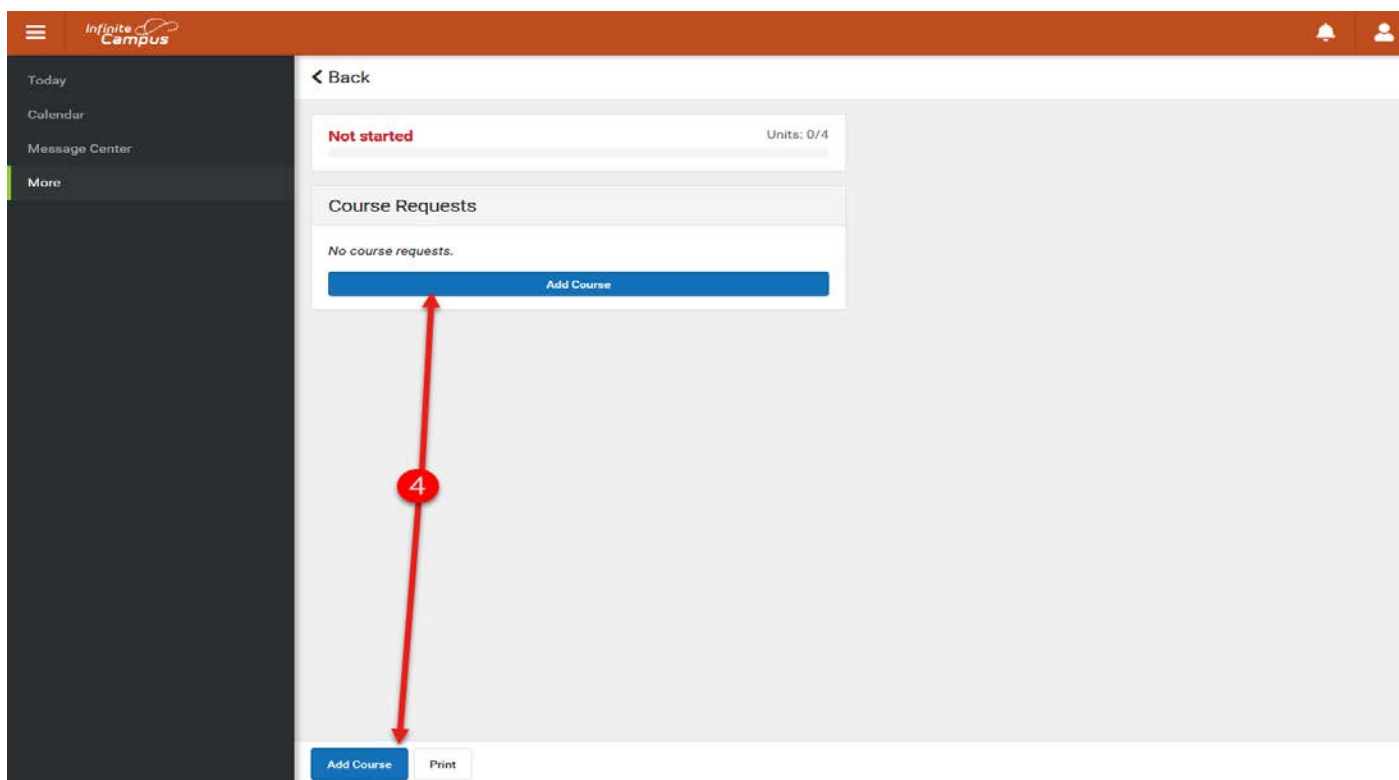 Infinite
Campus
Today
Calendar
Message Center
More
Back
Not started Units: 0/4
Course Requests
No course requests.
Add Course
4
Add Course Print